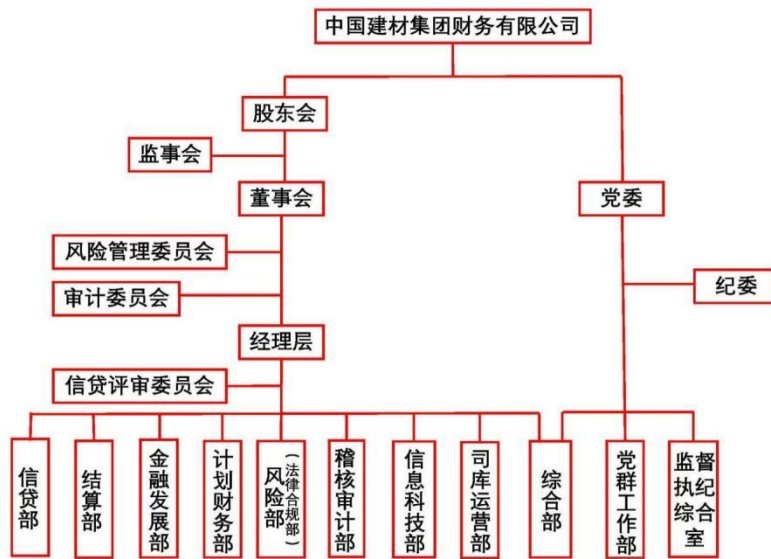 中国建材集团财务有限公司
股东会
监事会
董事会
党委
风险管理委员会
纪委
审计委员会
经理层
信贷评审委员会
信贷部
结算部
金融发展部
计划财务部
风险部
(法律合规部)
稽核审计部
信息科技部
司库运营部
综合部
党群工作部
监督
执纪
综合
室